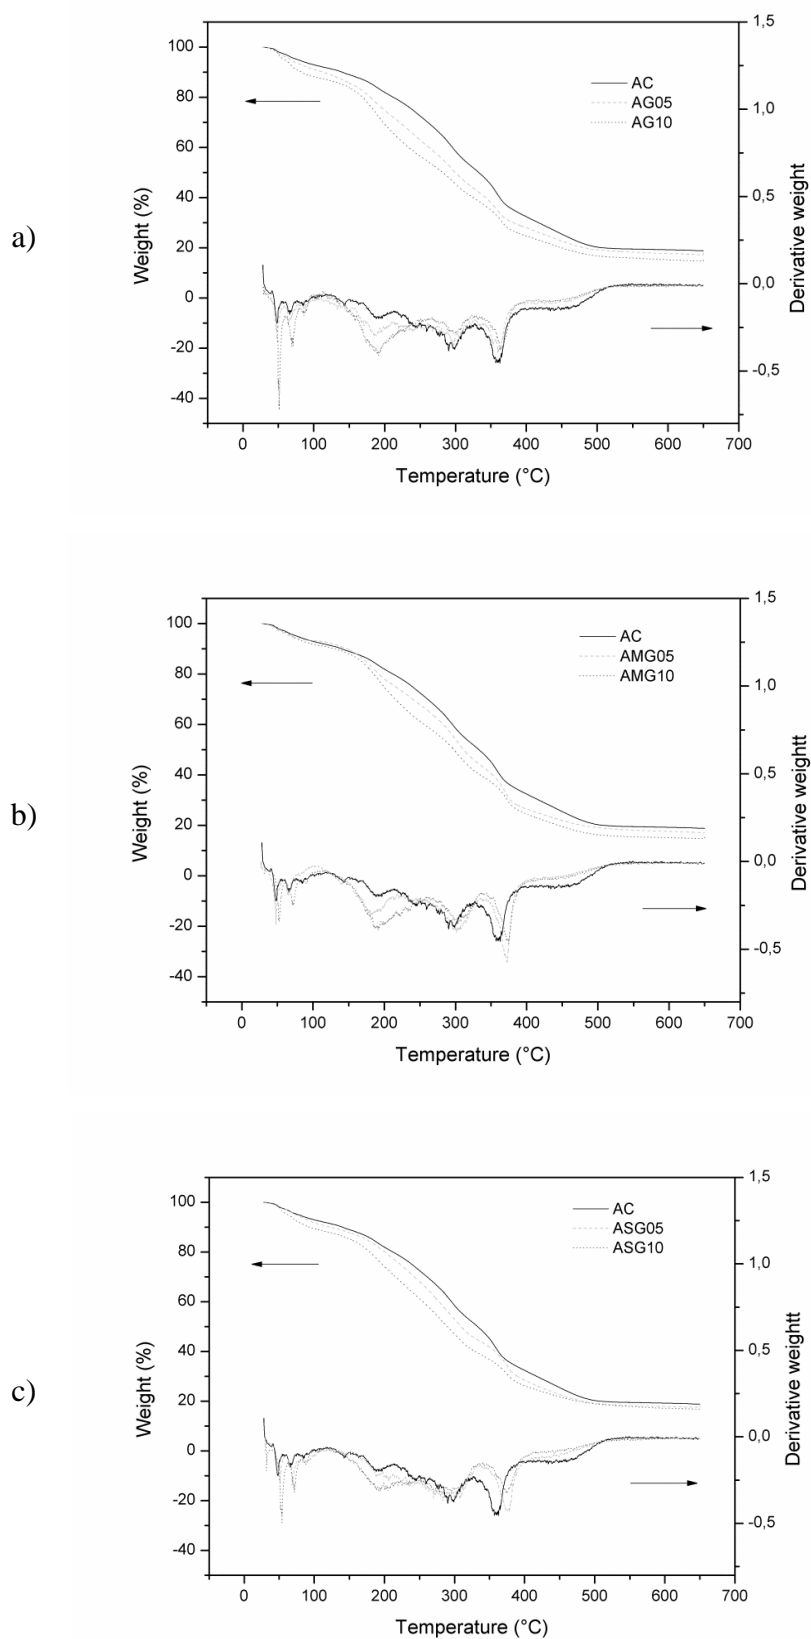 a)
1,5
100
AC
80
AG05
1,0
AG10
60
Weight (%)
40
0,5
Derivative weight
20
0
0,0
-20
-0,5
-40
0 100 200 300 400 500 600 700
Temperature (°C)
b)
1,5
100
AC
80
AMG05
1,0
AMG10
60
Weight (%)
40
0,5
Derivative weightt
20
0
0,0
-20
-0,5
-40
0 100 200 300 400 500 600 700
Temperature (°C)
c)
1,5
100
AC
80
ASG05
1,0
ASG10
60
Weight (%)
40
0,5
Derivative weightt
20
0
0,0
-20
-0,5
-40
0 100 200 300 400 500 600 700
Temperature (°C)